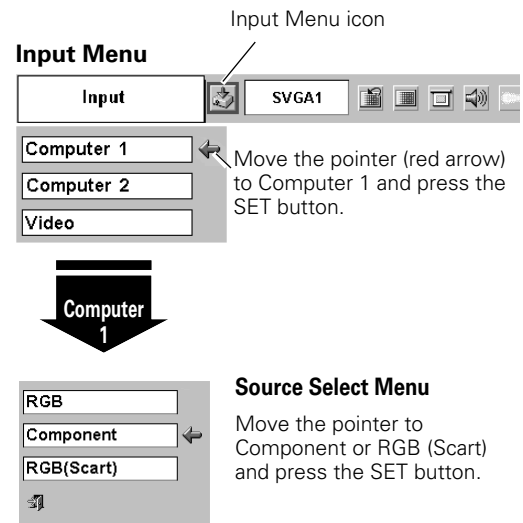 Input Menu icon
Input Menu
Input
SVGA1
Computer 1
Computer 2
Video
Move the pointer (red arrow)
to Computer 1 and press the
SET button.
Computer
1
RGB
Component
RGB(Scart)
Source Select Menu
Move the pointer to
Component or RGB (Scart)
and press the SET button.